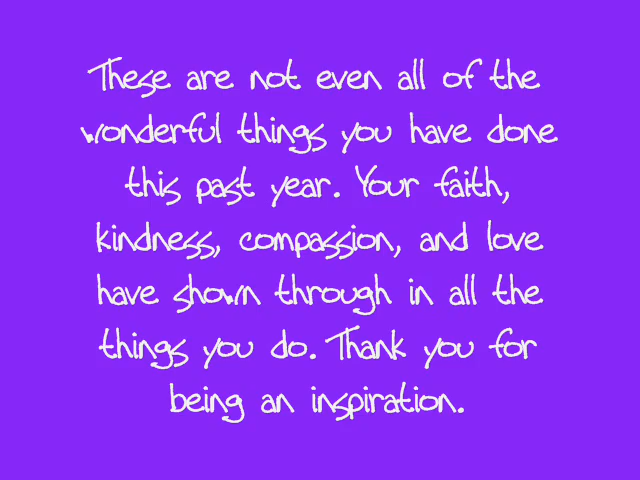 These are not even all of the
wonderful things you have done
this past year. Your faith,
kindness, compassion, and love
have shown through in all the
things you do. Thank you for
being an inspiration.